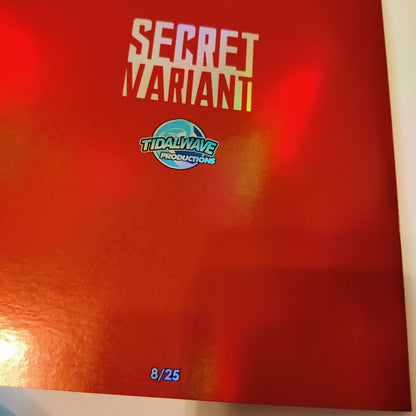 SECRET
VARIANT
TIDALWAVE
PRODUCTIONS
8/25